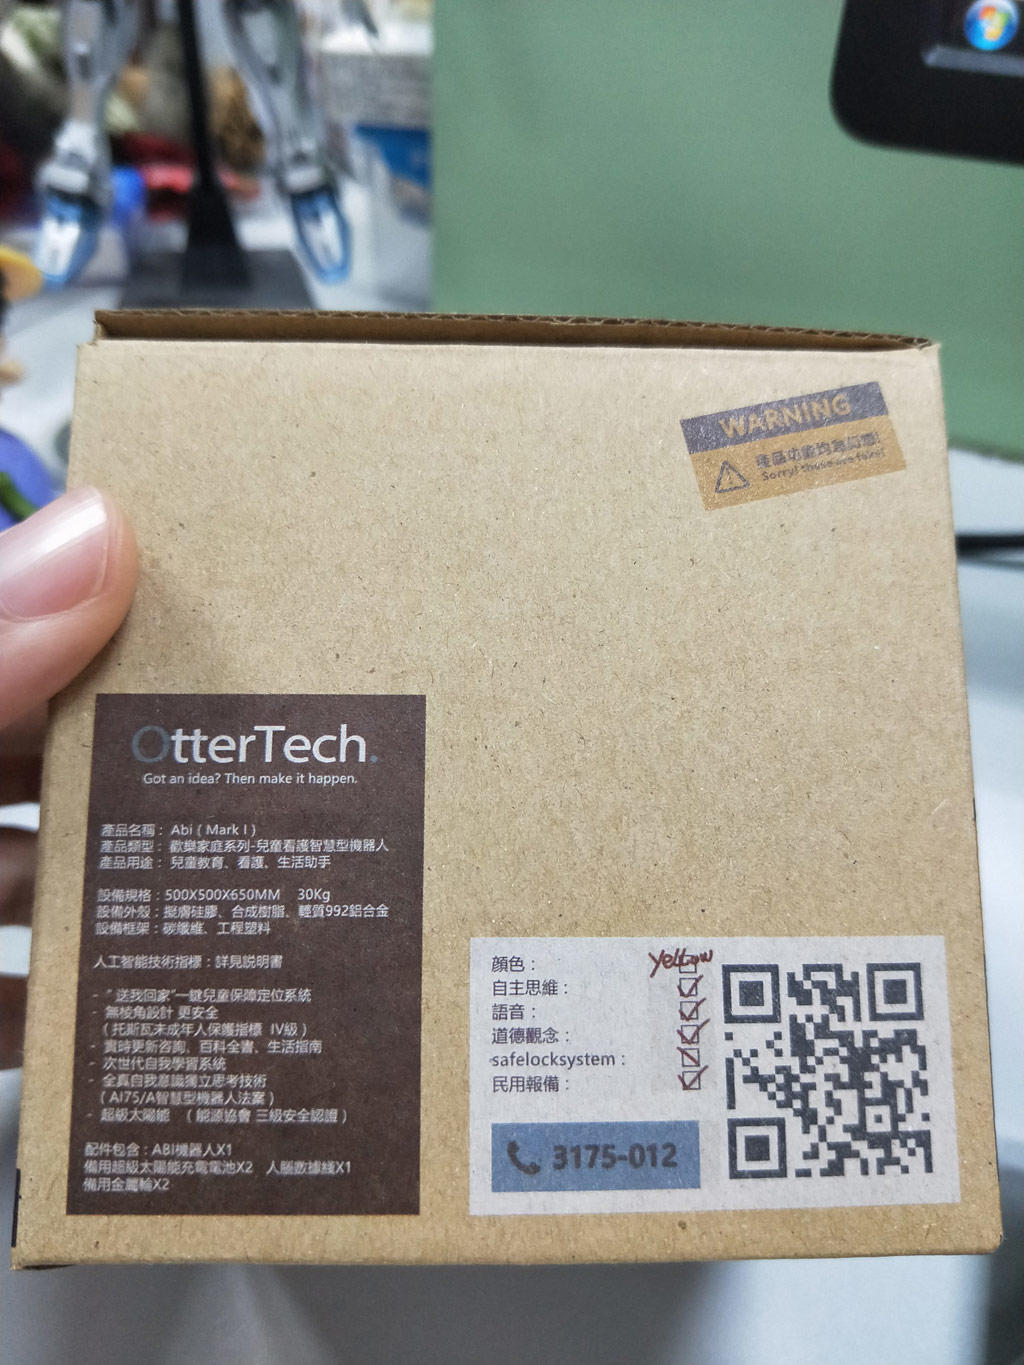 WARNING
產品功能均為
Sorry! these are fake!
OtterTech.
Got an idea? Then make it happen.
產品名稱：Abi ( Mark I )
產品類型：歡樂家庭系列-兒童看護智慧型機器人
產品用途：兒童教育、看護、生活助手
設備規格：500X500X650MM 30Kg
設備外殼：擬膚硅膠、合成樹脂、輕質992鋁合金
設備框架：碳纖維、工程塑料
人工智能技術指標：詳見説明書
- “送我回家”一鍵兒童保障定位系統
- 無棱角設計 更安全
（托斯瓦未成年人保護指標 IV級）
- 實時更新咨詢、百科全書、生活指南
- 次世代自我學習系統
- 全真自我意識獨立思考技術
（AI75/A智慧型機器人法案）
- 超級太陽能 （能源協會 三級安全認證）
配件包含：ABI機器人X1
備用超級太陽能充電電池X2 人腦數據綫X1
備用金屬輪X2
顔色： yellow
自主思維：
語音：
道德觀念：
safelocksystem：
民用報備：
3175-012